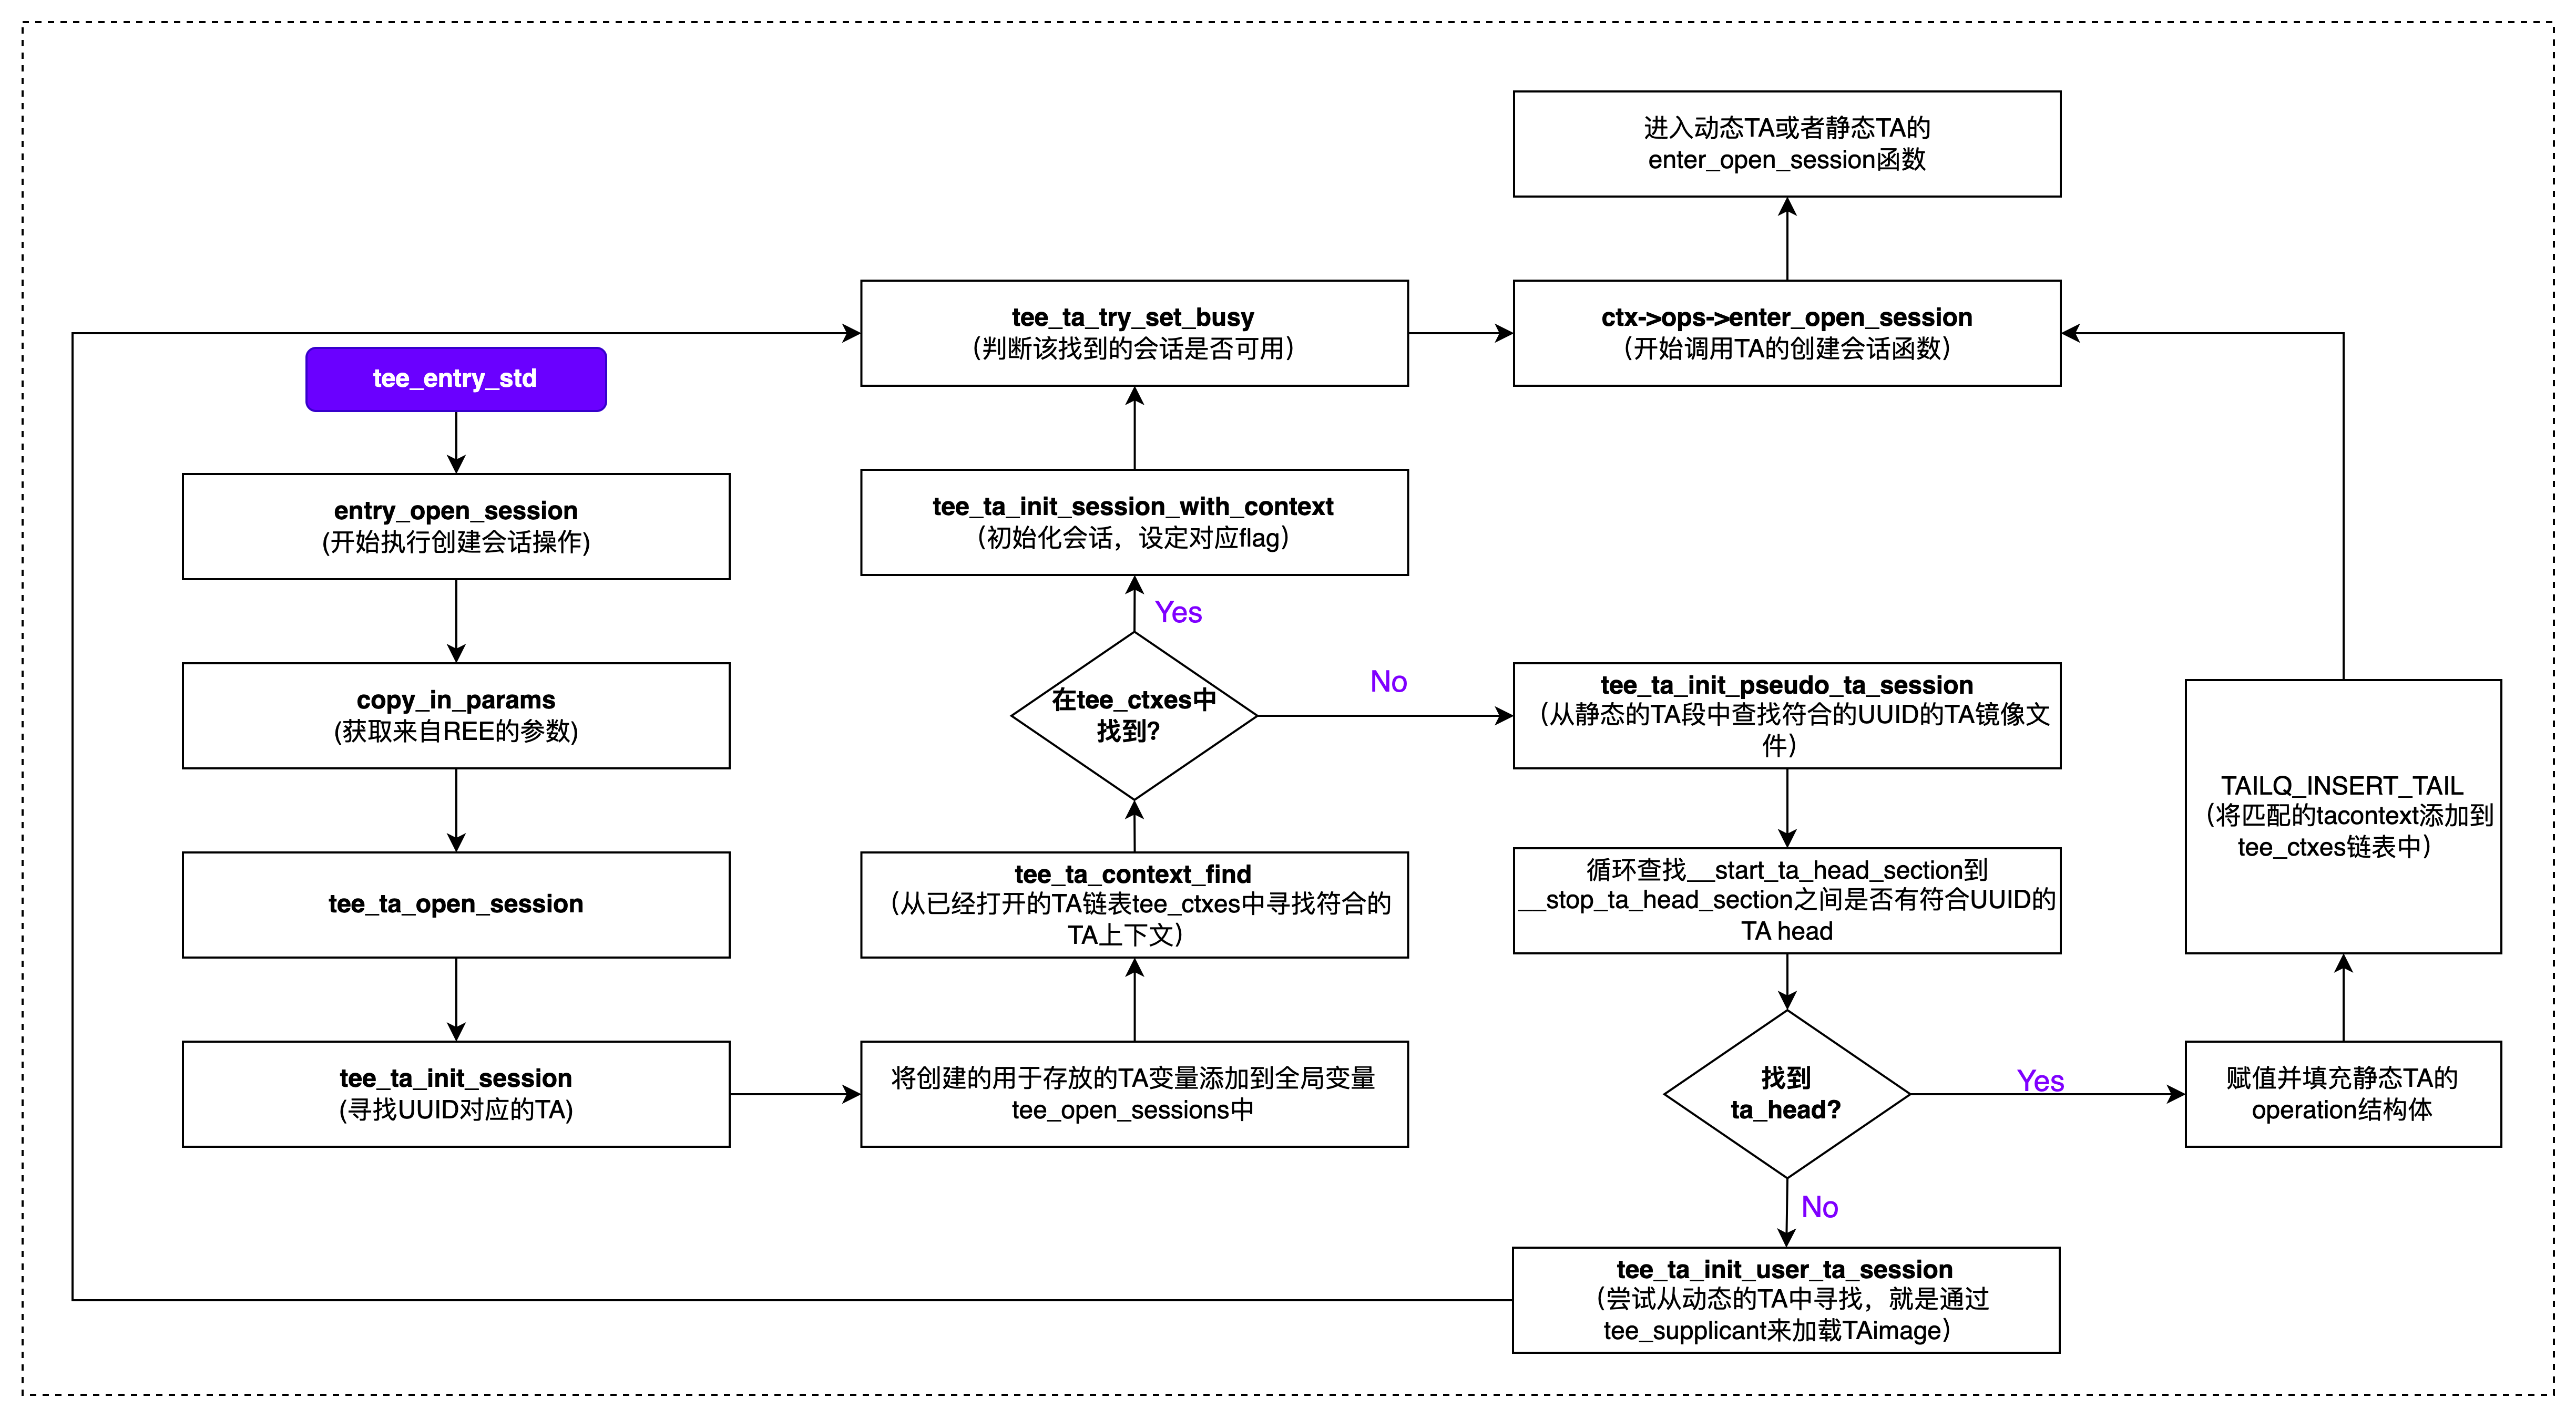 tee_entry_std
entry_open_session
(开始执行创建会话操作)
copy_in_params
(获取来自REE的参数)
tee_ta_open_session
tee_ta_init_session
(寻找UUID对应的TA)
将创建的用于存放的TA变量添加到全局变量
tee_open_sessions中
tee_ta_context_find
（从已经打开的TA链表tee_ctxes中寻找符合的
TA上下文）
在tee_ctxes中
找到?
Yes
No
tee_ta_init_session_with_context
（初始化会话，设定对应flag）
tee_ta_try_set_busy
（判断该找到的会话是否可用）
ctx->ops->enter_open_session
（开始调用TA的创建会话函数）
进入动态TA或者静态TA的
enter_open_session函数
tee_ta_init_pseudo_ta_session
（从静态的TA段中查找符合的UUID的TA镜像文
件）
循环查找__start_ta_head_section到
__stop_ta_head_section之间是否有符合UUID的
TA head
找到
ta_head?
Yes
No
赋值并填充静态TA的
operation结构体
TAILQ_INSERT_TAIL
（将匹配的tacontext添加到
tee_ctxes链表中）
tee_ta_init_user_ta_session
（尝试从动态的TA中寻找，就是通过
tee_supplicant来加载TAimage）